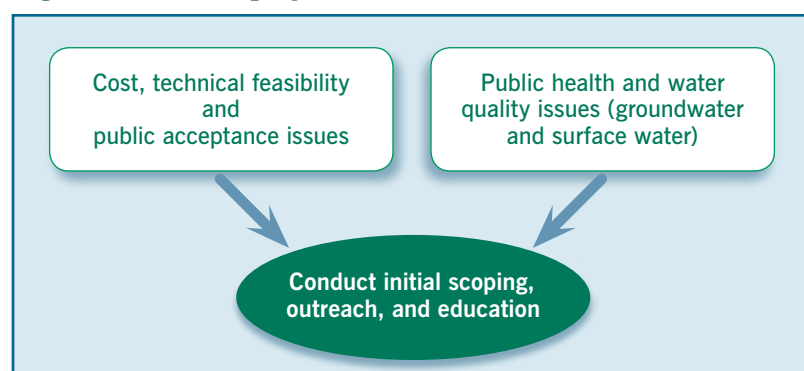 Cost, technical feasibility
and
public acceptance issues
Public health and water
quality issues (groundwater
and surface water)
Conduct initial scoping,
outreach, and education